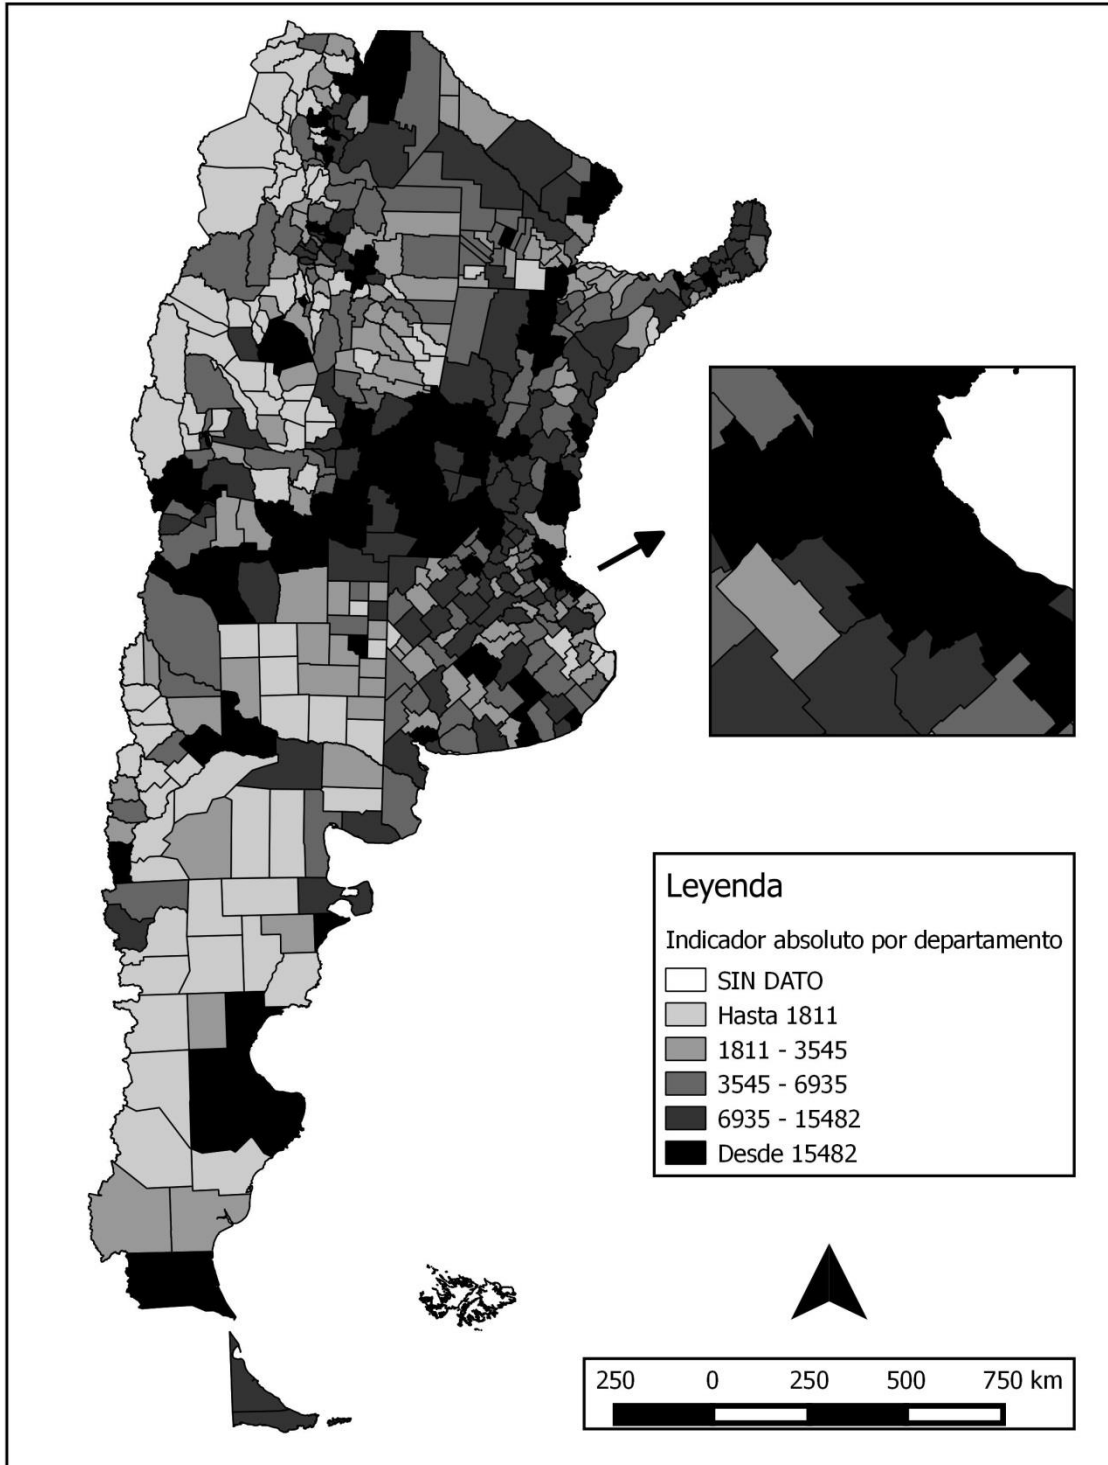 Leyenda
Indicador absoluto por departamento
SIN DATO
Hasta 1811
1811 - 3545
3545 - 6935
6935 - 15482
Desde 15482
250 0 250 500 750 km